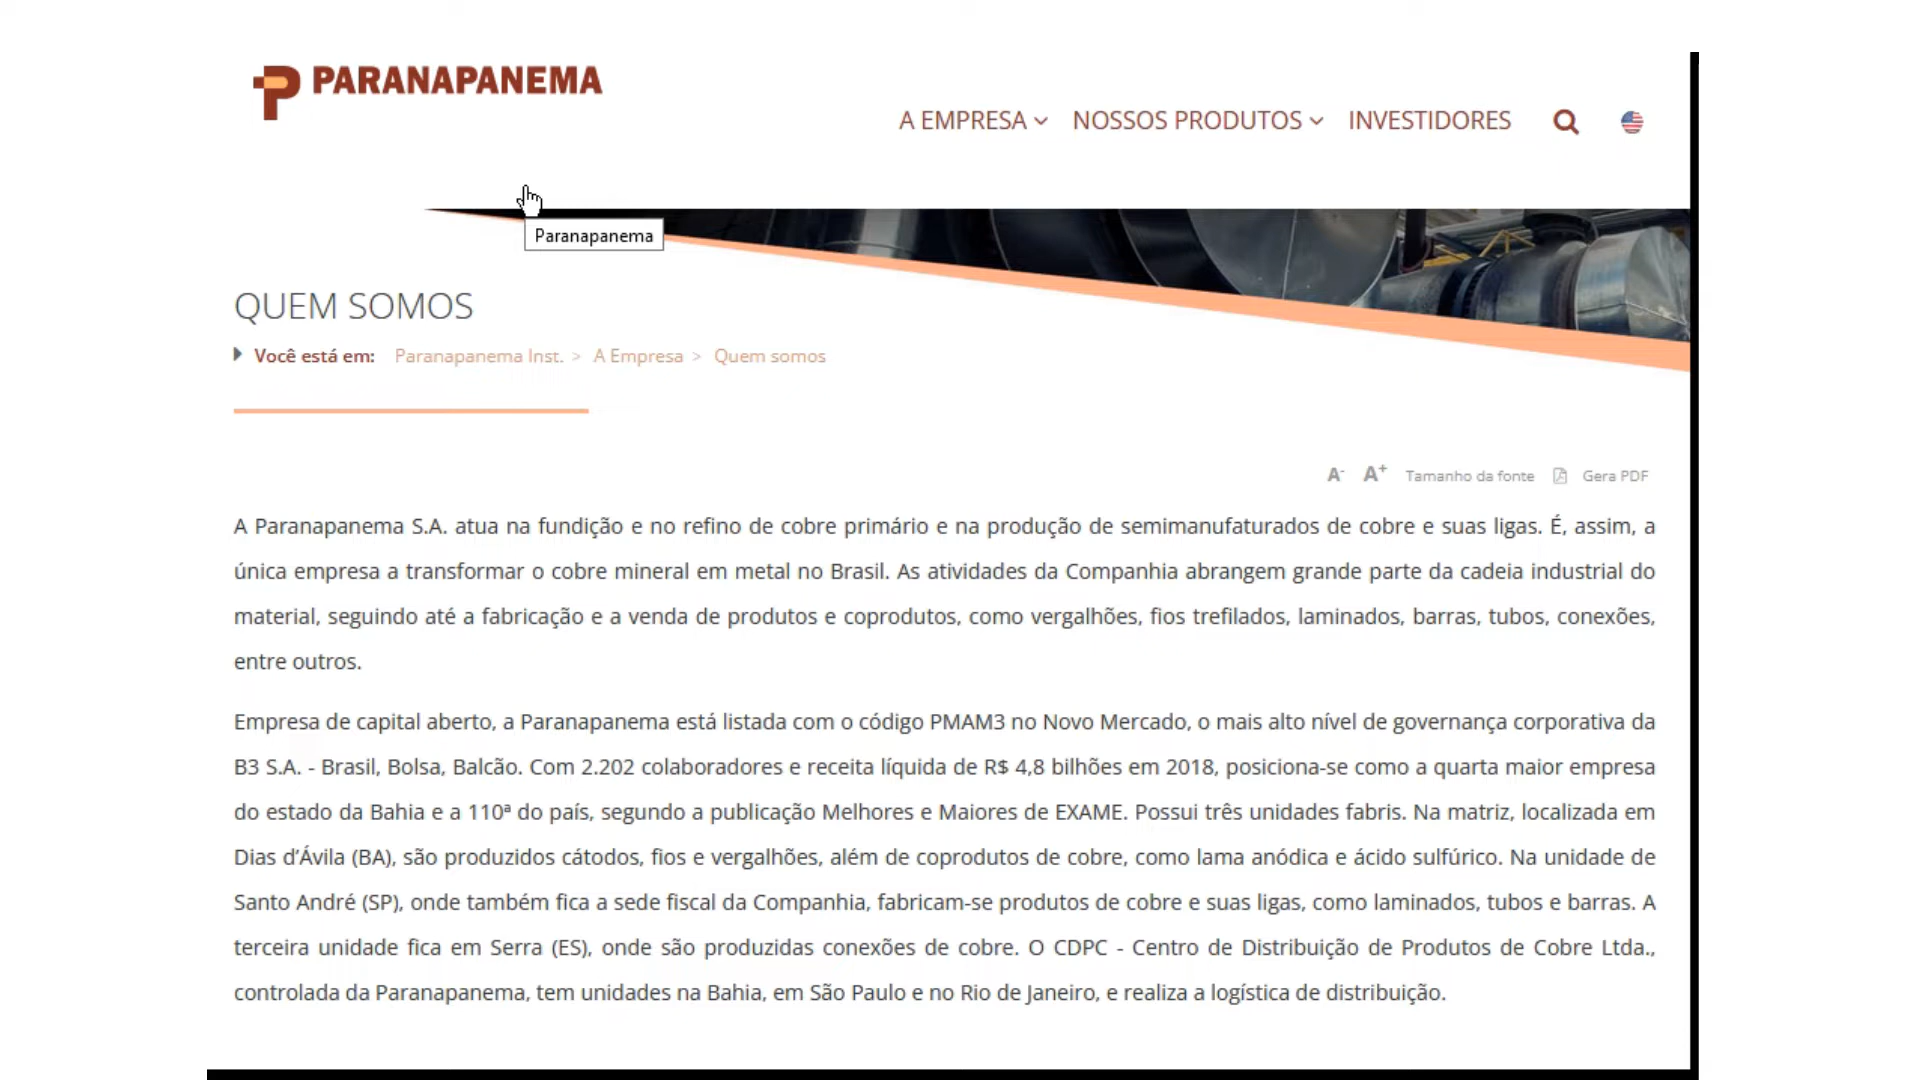 PARANAPANEMA
A EMPRESA NOSSOS PRODUTOS INVESTIDORES
Paranapanema
QUEM SOMOS
Você está em: Paranapanema Inst. > A Empresa > Quem somos
A- A+ Tamanho da fonte Gera PDF
A Paranapanema S.A. atua na fundição e no refino de cobre primário e na produção de semimanufaturados de cobre e suas ligas. É, assim, a
única empresa a transformar o cobre mineral em metal no Brasil. As atividades da Companhia abrangem grande parte da cadeia industrial do
material, seguindo até a fabricação e a venda de produtos e coprodutos, como vergalhões, fios trefilados, laminados, barras, tubos, conexões,
entre outros.
Empresa de capital aberto, a Paranapanema está listada com o código PMAM3 no Novo Mercado, o mais alto nível de governança corporativa da
B3 S.A. - Brasil, Bolsa, Balcão. Com 2.202 colaboradores e receita líquida de R$ 4,8 bilhões em 2018, posiciona-se como a quarta maior empresa
do estado da Bahia e a 110ª do país, segundo a publicação Melhores e Maiores de EXAME. Possui três unidades fabris. Na matriz, localizada em
Dias d’Ávila (BA), são produzidos cátodos, fios e vergalhões, além de coprodutos de cobre, como lama anódica e ácido sulfúrico. Na unidade de
Santo André (SP), onde também fica a sede fiscal da Companhia, fabricam-se produtos de cobre e suas ligas, como laminados, tubos e barras. A
terceira unidade fica em Serra (ES), onde são produzidas conexões de cobre. O CDPC - Centro de Distribuição de Produtos de Cobre Ltda.,
controlada da Paranapanema, tem unidades na Bahia, em São Paulo e no Rio de Janeiro, e realiza a logística de distribuição.